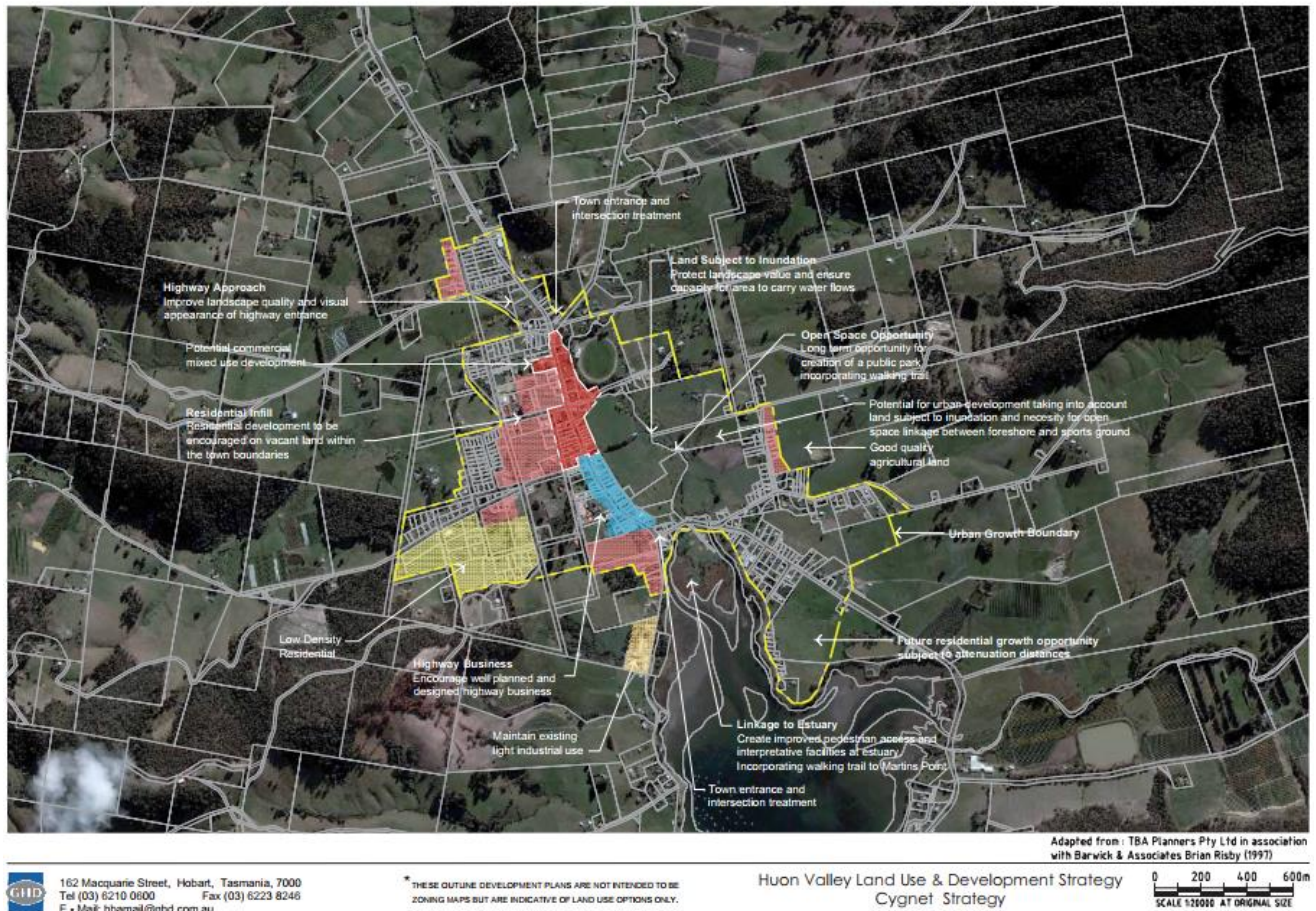 Town entrance and
intersection treatment
Land Subject to Inundation
Protect landscape value and ensure
capacity for area to carry water flows
Highway Approach
Improve landscape quality and visual
appearance of highway entrance
Open Space Opportunity
Long term opportunity for
creation of a public park
incorporating walking trail
Potential commercial
mixed use development
Residential Infill
Residential development to be
encouraged on vacant land within
the town boundaries
Potential for urban development taking into account
land subject to inundation and necesity for open
space linkage between foreshore and sports ground
Good quality
agricultural land
Urban Growth Boundary
Low Density
Residential
Future residential growth opportunity
subject to attenuation distances
Highway Business
Encourage well planned and
designed highway business
Maintain existing
light industrial use
Linkage to Estuary
Create improved pedestrian access and
interpretative facilities at estuary
Incorporating walking trail to Martins Point
Town entrance and
intersection treatment
Adapted from : TBA Planners Pty Ltd in association
with Barwick & Associates Brian Risby (1997)
GHD
162 Macquarie Street, Hobart, Tasmania, 7000
Tel (03) 6210 0600 Fax (03) 6223 8246
E - Mail: hbamail@ghd.com.au
* THESE OUTLINE DEVELOPMENT PLANS ARE NOT INTENDED TO BE
ZONING MAPS BUT ARE INDICATIVE OF LAND USE OPTIONS ONLY.
Huon Valley Land Use & Development Strategy
Cygnet Strategy
0 200 400 600m
SCALE 1:20000 AT ORIGINAL SIZE